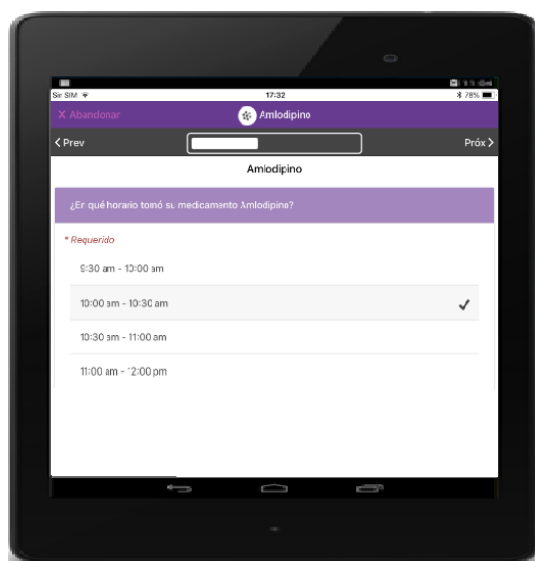 Sir SIM
17:32
78%
X Abandonar
Amlodipino
Prev
Próx
Amlodipino
¿En qué horario tomó su medicamento Amlodipino?
* Requerido
9:30 am - 10:00 am
10:00 am - 10:30 am
10:30 am - 11:00 am
11:00 am - 12:00 pm